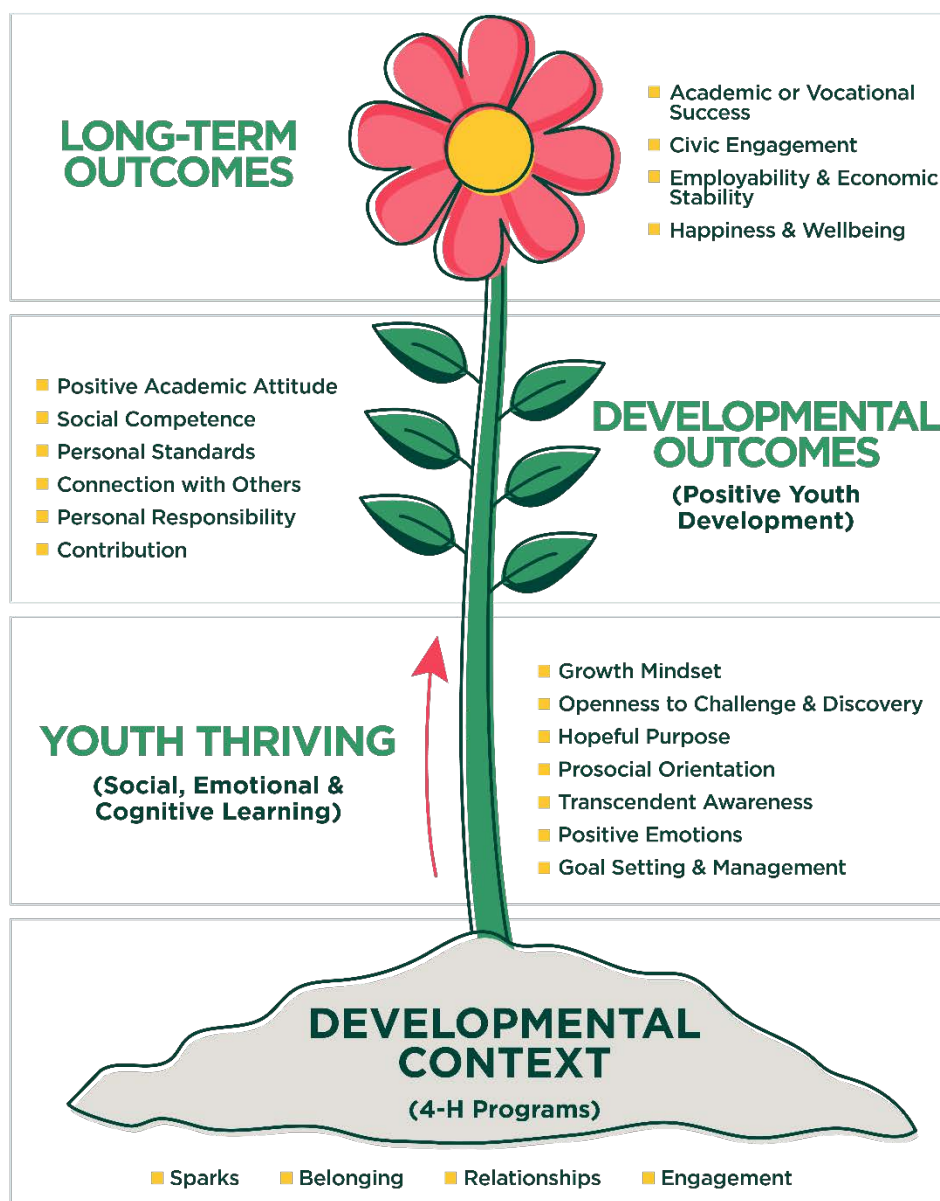 LONG-TERM
OUTCOMES
Academic or Vocational
Success
Civic Engagement
Employability & Economic
Stability
Happiness & Wellbeing
Positive Academic Attitude
Social Competence
Personal Standards
Connection with Others
Personal Responsibility
Contribution
DEVELOPMENTAL
OUTCOMES
(Positive Youth
Development)
YOUTH THRIVING
(Social, Emotional &
Cognitive Learning)
Growth Mindset
Openness to Challenge & Discovery
Hopeful Purpose
Prosocial Orientation
Transcendent Awareness
Positive Emotions
Goal Setting & Management
DEVELOPMENTAL
CONTEXT
(4-H Programs)
Sparks Belonging Relationships Engagement